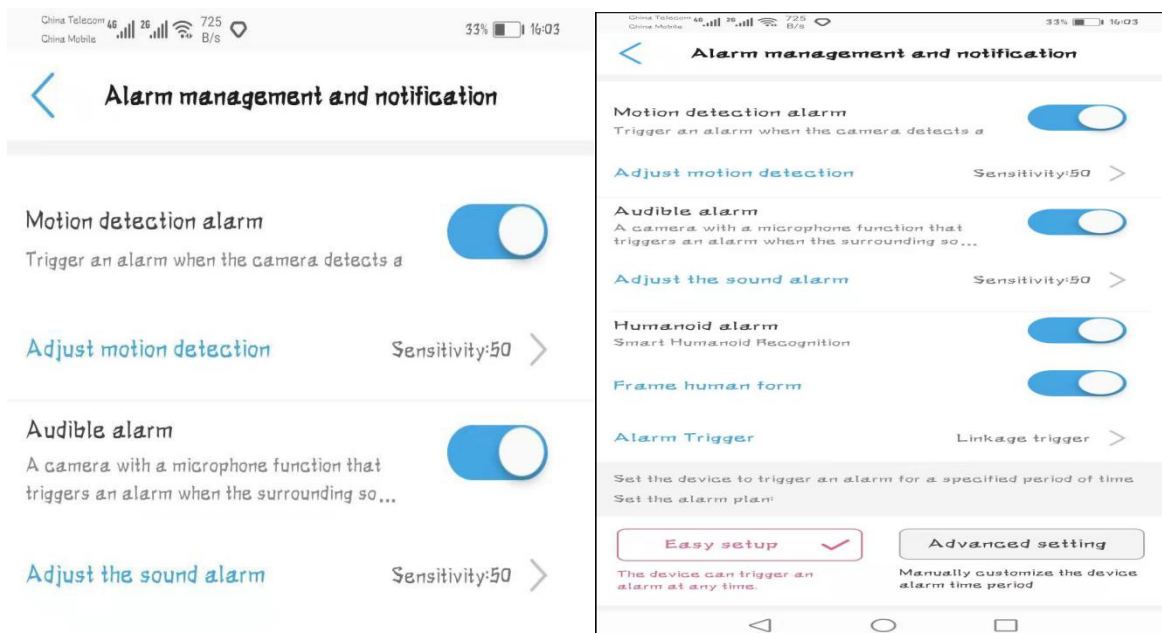 China Telecom 4G 2G 725
China Mobile B/s 33% 16:03
Alarm management and notification
Motion detection alarm
Trigger an alarm when the camera detects a
Adjust motion detection Sensitivity:50
Audible alarm
A camera with a microphone function that
triggers an alarm when the surrounding so...
Adjust the sound alarm Sensitivity:50
China Telecom 4G 2G 725
China Mobile B/s 33% 16:03
Alarm management and notification
Motion detection alarm
Trigger an alarm when the camera detects a
Adjust motion detection Sensitivity:50
Audible alarm
A camera with a microphone function that
triggers an alarm when the surrounding so...
Adjust the sound alarm Sensitivity:50
Humanoid alarm
Smart Humanoid Recognition
Frame human form
Alarm Trigger Linkage trigger
Set the device to trigger an alarm for a specified period of time
Set the alarm plan:
Easy setup
The device can trigger an
alarm at any time.
Advanced setting
Manually customize the device
alarm time period